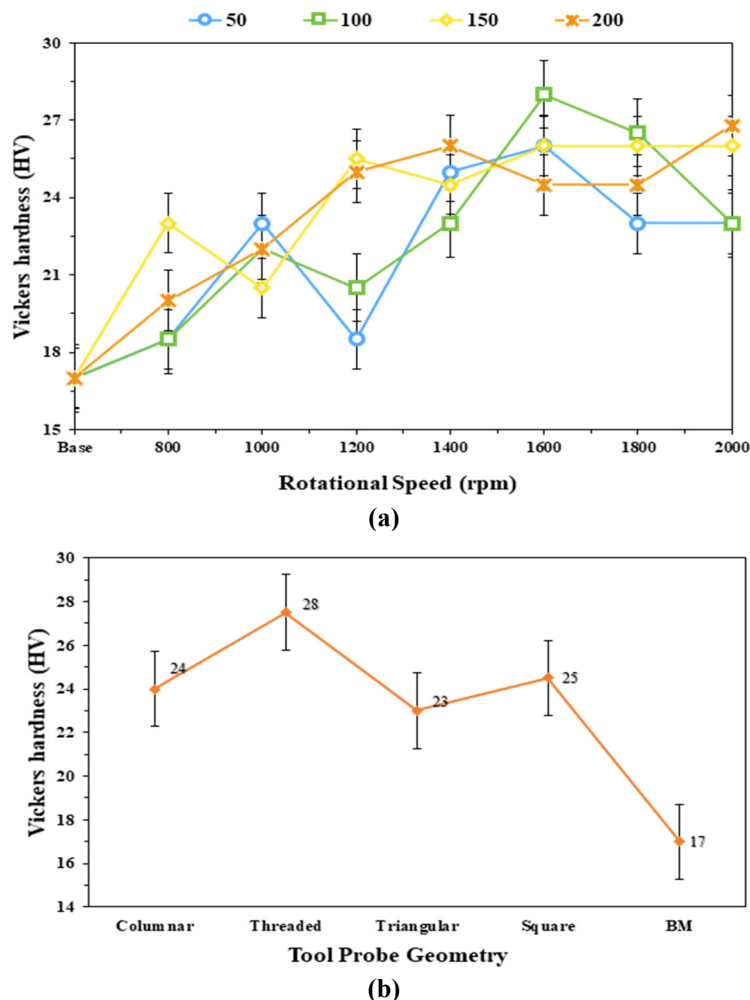 50 100 150 200
30
27
24
21
18
15
Vickers hardness (HV)
Base 800 1000 1200 1400 1600 1800 2000
Rotational Speed (rpm)
(a)
30
28
26
24
22
20
18
16
14
Vickers hardness (HV)
24
28
23
25
17
Columnar Threaded Triangular Square BM
Tool Probe Geometry
(b)